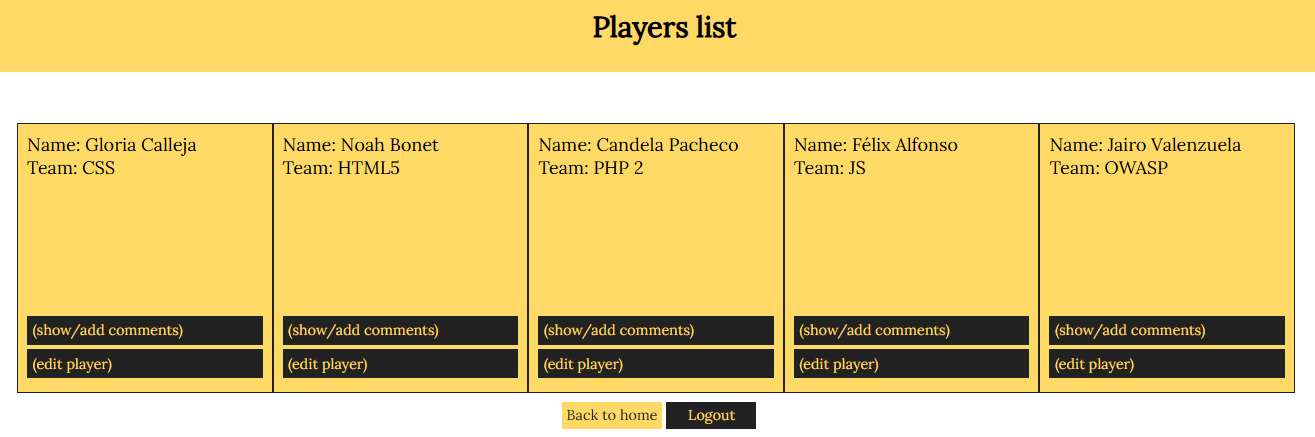 Players list
Name: Gloria Calleja
Team: CSS
(show/add comments)
(edit player)
Name: Noah Bonet
Team: HTML5
(show/add comments)
(edit player)
Name: Candela Pacheco
Team: PHP 2
(show/add comments)
(edit player)
Name: Félix Alfonso
Team: JS
(show/add comments)
(edit player)
Name: Jairo Valenzuela
Team: OWASP
(show/add comments)
(edit player)
Back to home
Logout